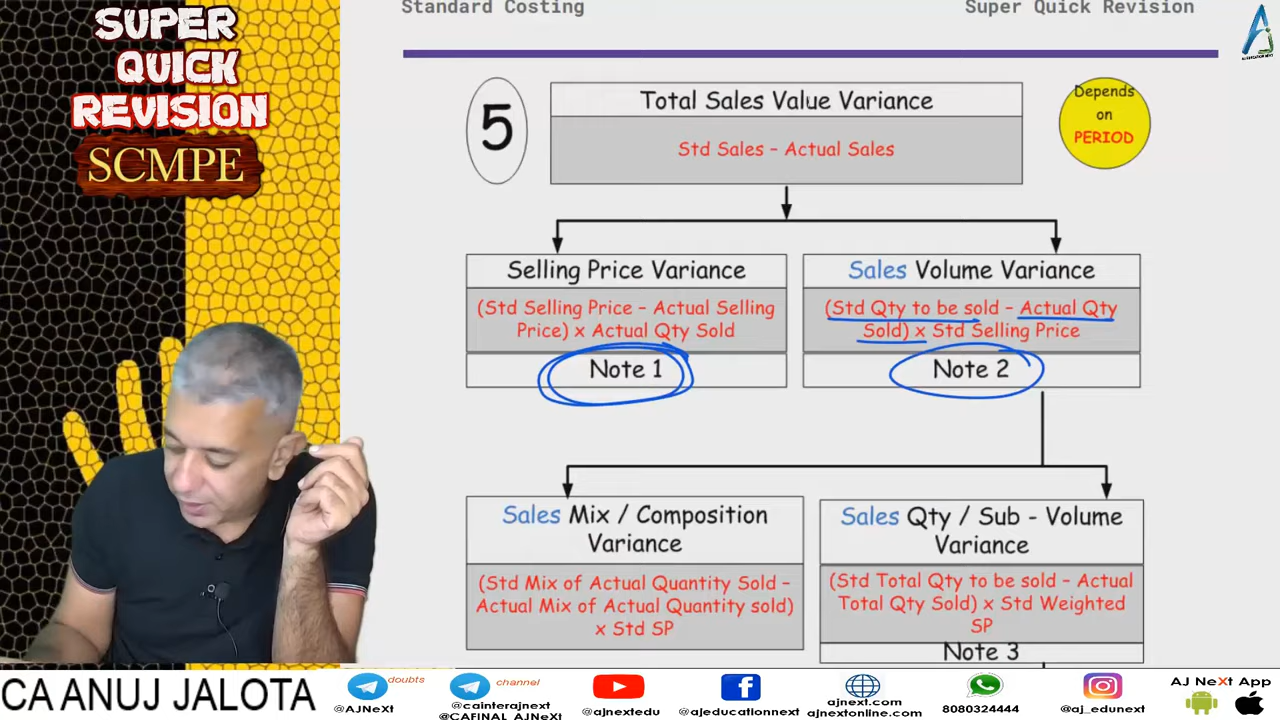 SUPER
QUICK
REVISION
SCMPE
Standard Costing
Super Quick Revision
5
Total Sales Value Variance
Std Sales - Actual Sales
Depends
on
PERIOD
Selling Price Variance
(Std Selling Price - Actual Selling
Price) x Actual Qty Sold
Note 1
Sales Volume Variance
(Std Qty to be sold - Actual Qty
Sold) x Std Selling Price
Note 2
Sales Mix / Composition
Variance
(Std Mix of Actual Quantity Sold -
Actual Mix of Actual Quantity sold)
x Std SP
Sales Qty / Sub - Volume
Variance
(Std Total Qty to be sold - Actual
Total Qty Sold) x Std Weighted
SP
Note 3
CA ANUJ JALOTA
doubts
@AJNeXt
channel
@cainterajnext
@CAFINAL_AJNeXt
@ajnextedu
@ajeducationnext
ajnext.com
ajnextonline.com
8080324444
@aj_edunext
AJ NeXt App